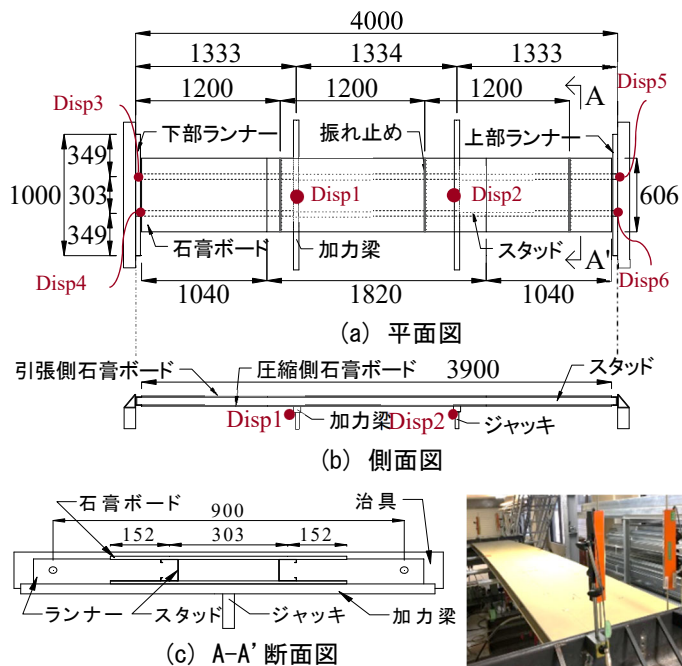 4000
1333 1334 1333
1200 1200 1200
A
Disp3
Disp5
下部ランナー
振れ止め
上部ランナー
349
1000
303
349
606
Disp1
Disp2
石膏ボード
加力梁
スタッド
A'
Disp4
Disp6
1040 1820 1040
(a) 平面図
引張側石膏ボード
圧縮側石膏ボード
3900
スタッド
Disp1
加力梁
Disp2
ジャッキ
(b) 側面図
石膏ボード
900
治具
152 303 152
ランナー
スタッド
ジャッキ
加力梁
(c) A-A'断面図